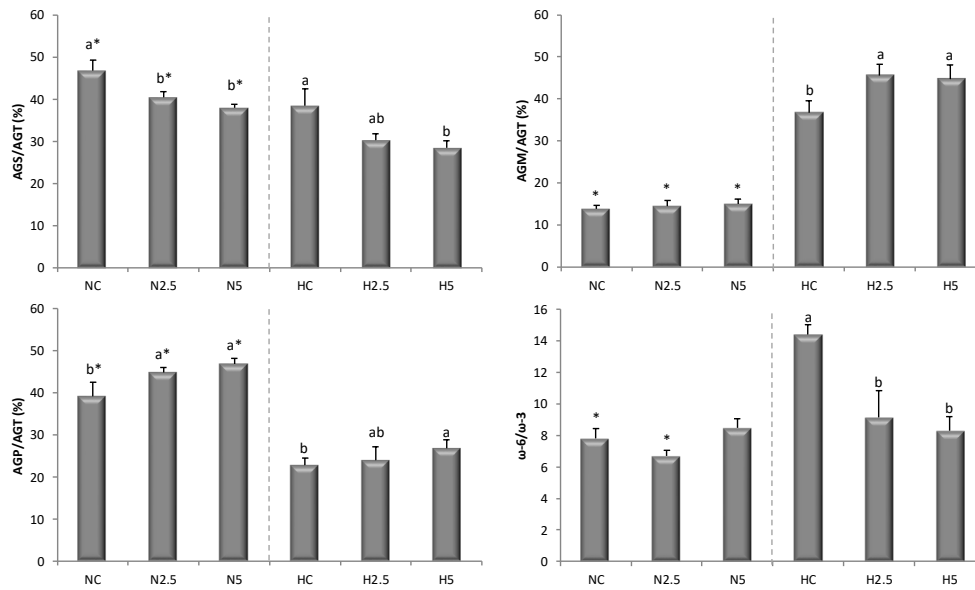 AGS/AGT (%)
60
50
40
30
20
10
0
a*
b*
b*
a
ab
b
NC N2.5 N5 HC H2.5 H5
AGM/AGT (%)
60
50
40
30
20
10
0
*
*
*
b
a
a
NC N2.5 N5 HC H2.5 H5
AGP/AGT (%)
60
50
40
30
20
10
0
b*
a*
a*
b
ab
a
NC N2.5 N5 HC H2.5 H5
ω-6/ω-3
16
14
12
10
8
6
4
2
0
*
*
a
b
b
NC N2.5 N5 HC H2.5 H5